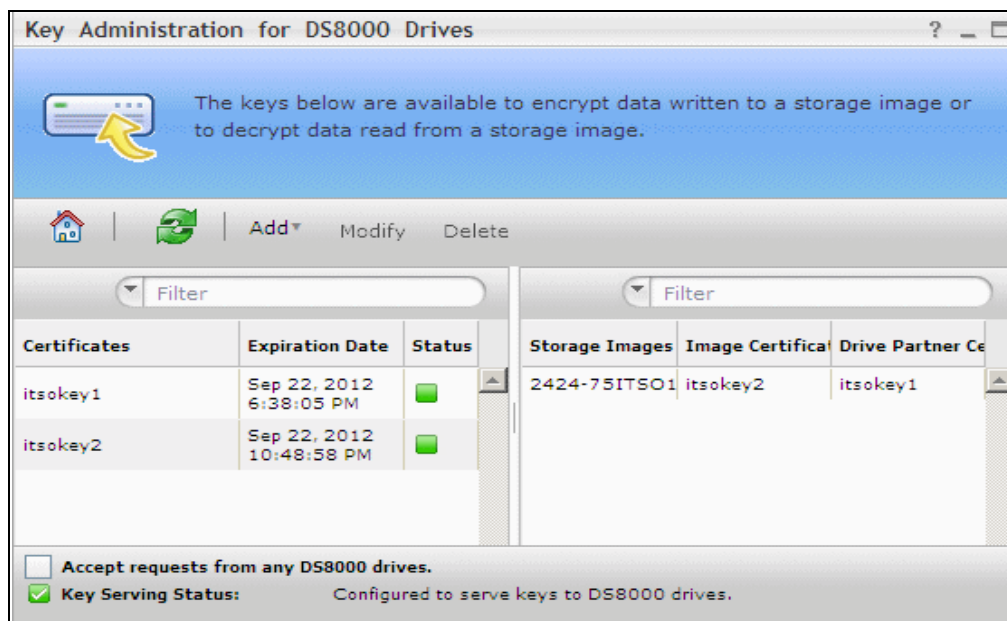 Key Administration for DS8000 Drives
?
The keys below are available to encrypt data written to a storage image or
to decrypt data read from a storage image.
Add Modify Delete
Filter
Certificates Expiration Date Status
itsokey1 Sep 22, 2012
6:38:05 PM
itsokey2 Sep 22, 2012
10:48:58 PM
Filter
Storage Images Image Certificat Drive Partner Ce
2424-75ITSO1 itsokey2 itsokey1
Accept requests from any DS8000 drives.
Key Serving Status: Configured to serve keys to DS8000 drives.